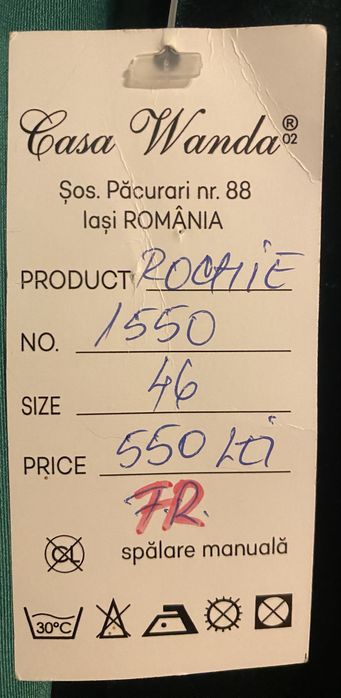 Casa Wanda® 02
Șos. Păcurari nr. 88
Iași ROMÂNIA
PRODUCT ROCHIE
NO. 1550
SIZE 46
PRICE 550 LEI
F.R.
CL spălare manuală
30°C